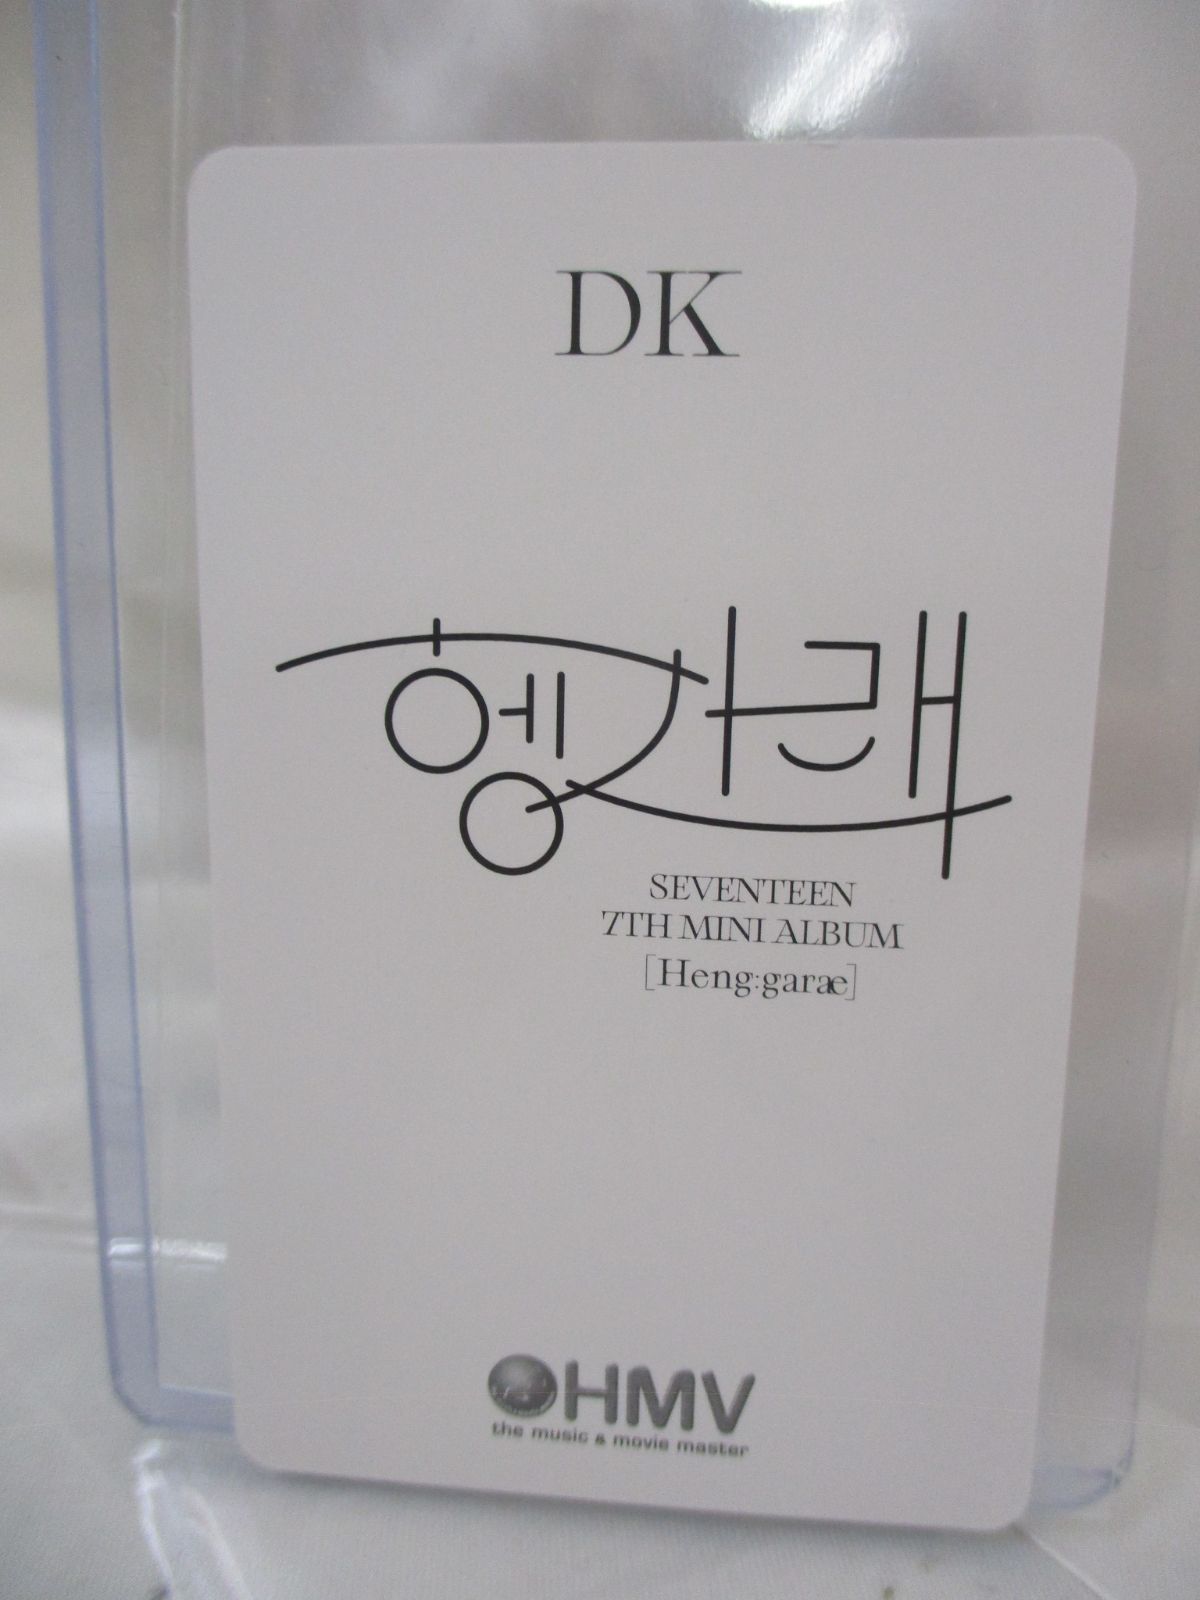 DK
헹가래
SEVENTEEN
7TH MINI ALBUM
[Heng:garæ]
HMV
the music & movie master